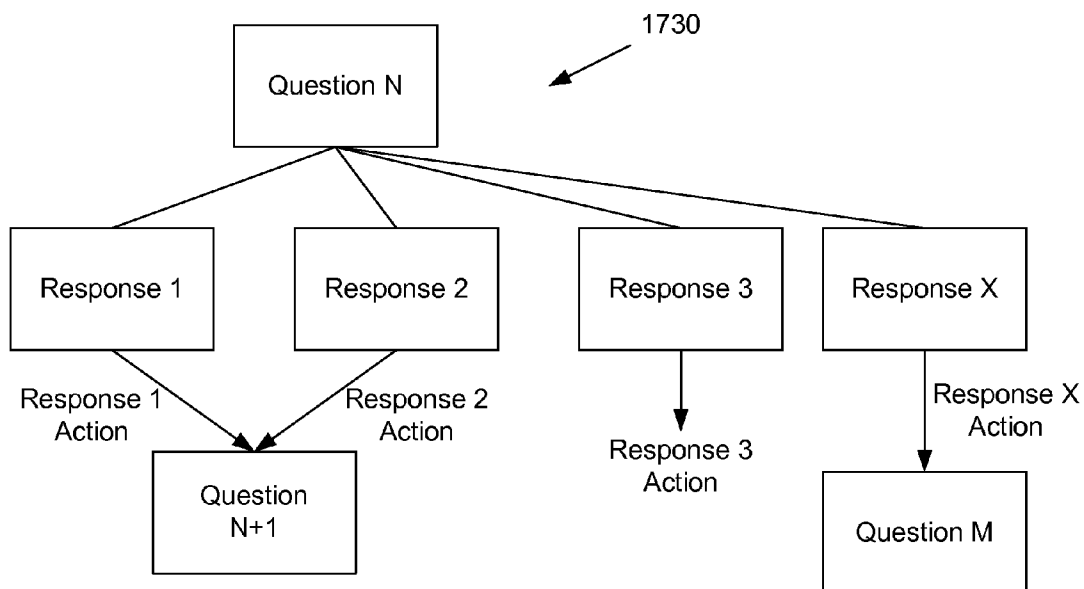 1730
Question N
Response 1
Response 2
Response 3
Response X
Response 1
Action
Response 2
Action
Response 3
Action
Response X
Action
Question
N+1
Question M